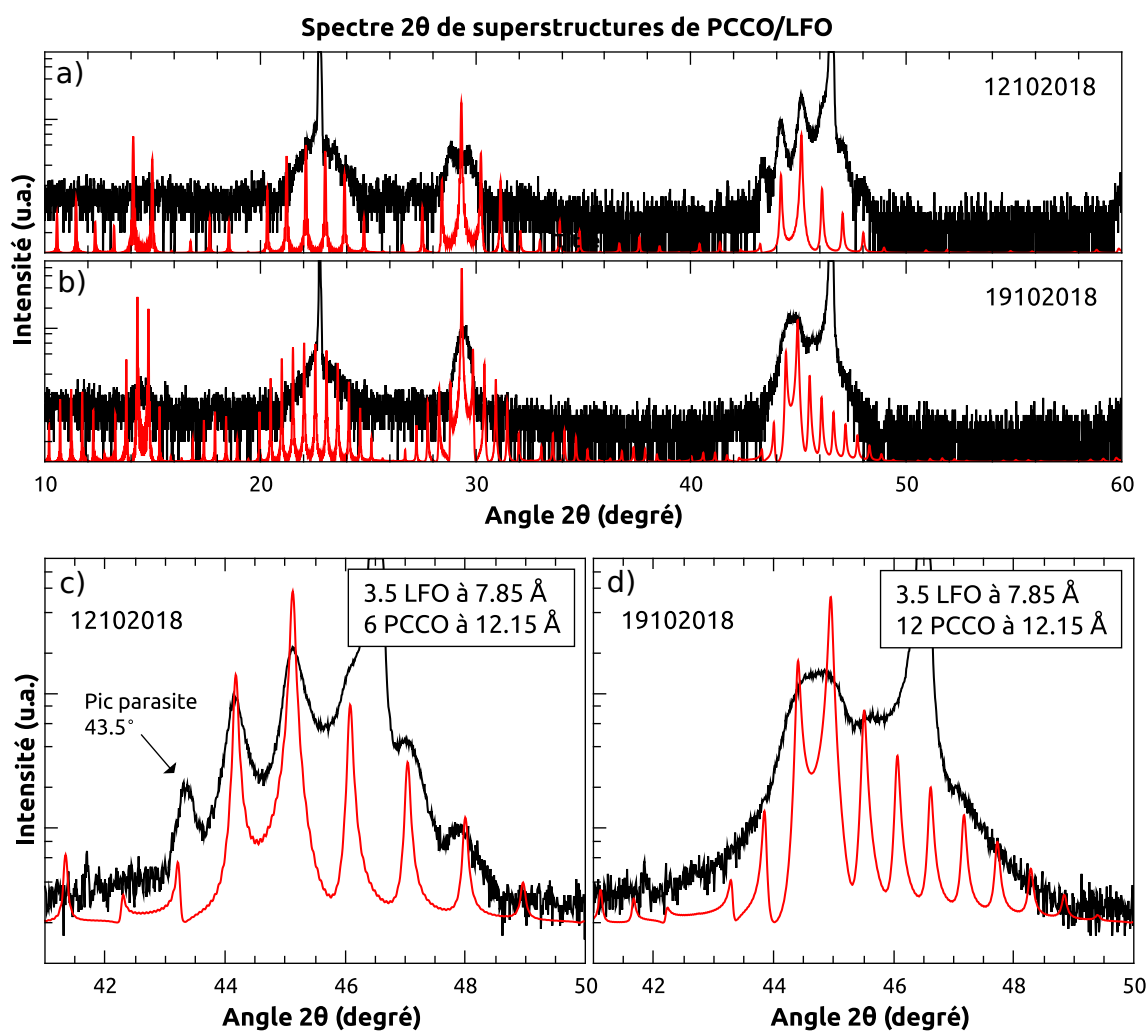 Spectre 2θ de superstructures de PCCO/LFO
a)
12102018
b)
19102018
Intensité (u.a.)
10 20 30 40 50 60
Angle 2θ (degré)
c)
12102018
3.5 LFO à 7.85 Å
6 PCCO à 12.15 Å
Pic parasite
43.5°
d)
19102018
3.5 LFO à 7.85 Å
12 PCCO à 12.15 Å
Intensité (u.a.)
42 44 46 48 50
42 44 46 48 50
Angle 2θ (degré)
Angle 2θ (degré)